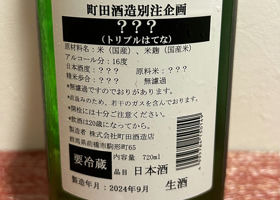 町田酒造別注企画
？？？
（トリプルはてな）
原材料名：米（国産）、米麹（国産）
アルコール分：16度
日本酒度：？？？　原料米：？？？
精米歩合：？？？　無濾過
＊無濾過ですのでおりがあります。
＊直汲みのため、若干のガスを含んでおります。
＊開栓には十分ご注意ください。
＊飲酒は20歳になってから。
製造者 株式会社町田酒造店
群馬県前橋市駒形町65
要冷蔵
内容量 720ml
品目 日本酒
製造年月：2024年9月　生酒